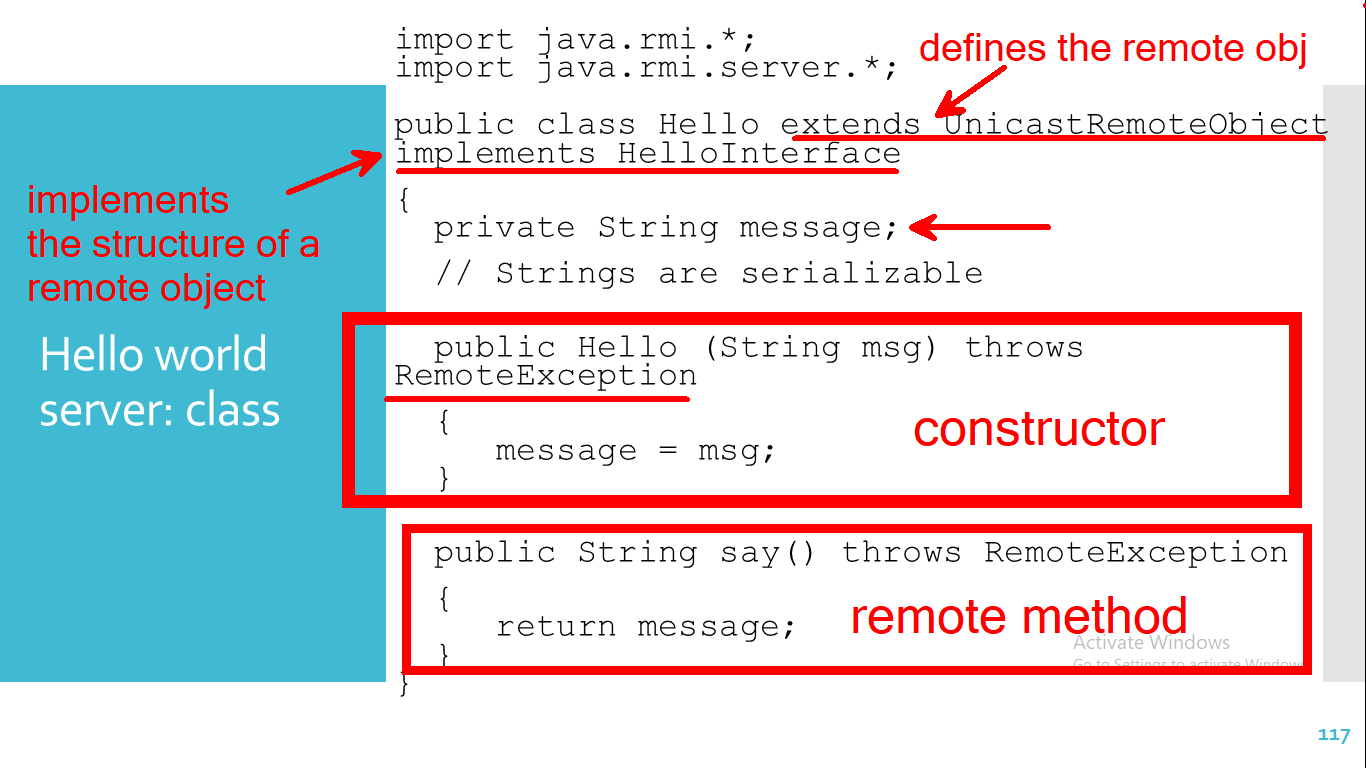 import java.rmi.*;
import java.rmi.server.*;
defines the remote obj
public class Hello extends UnicastRemoteObject
implements HelloInterface
{
private String message;
// Strings are serializable
implements
the structure of a
remote object
Hello world
server: class
public Hello (String msg) throws
RemoteException
{
message = msg;
}
constructor
public String say() throws RemoteException
{
return message;
}
remote method
}
Activate Windows
Go to Settings to activate Windows
117